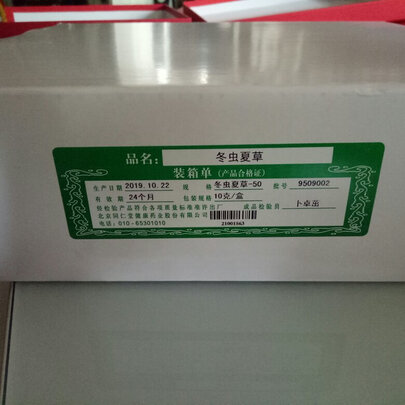 品名： 冬虫夏草
装箱单（产品合格证）
生产日期 2019.10.22 规格 冬虫夏草-50 批号 9509002
有效期 24个月 包装规格 10克/盒
经检验产品符合各项质量标准准许出厂 成品检验员 卜卓茁
北京同仁堂健康药业股份有限公司
电话：010-65301010 21001563